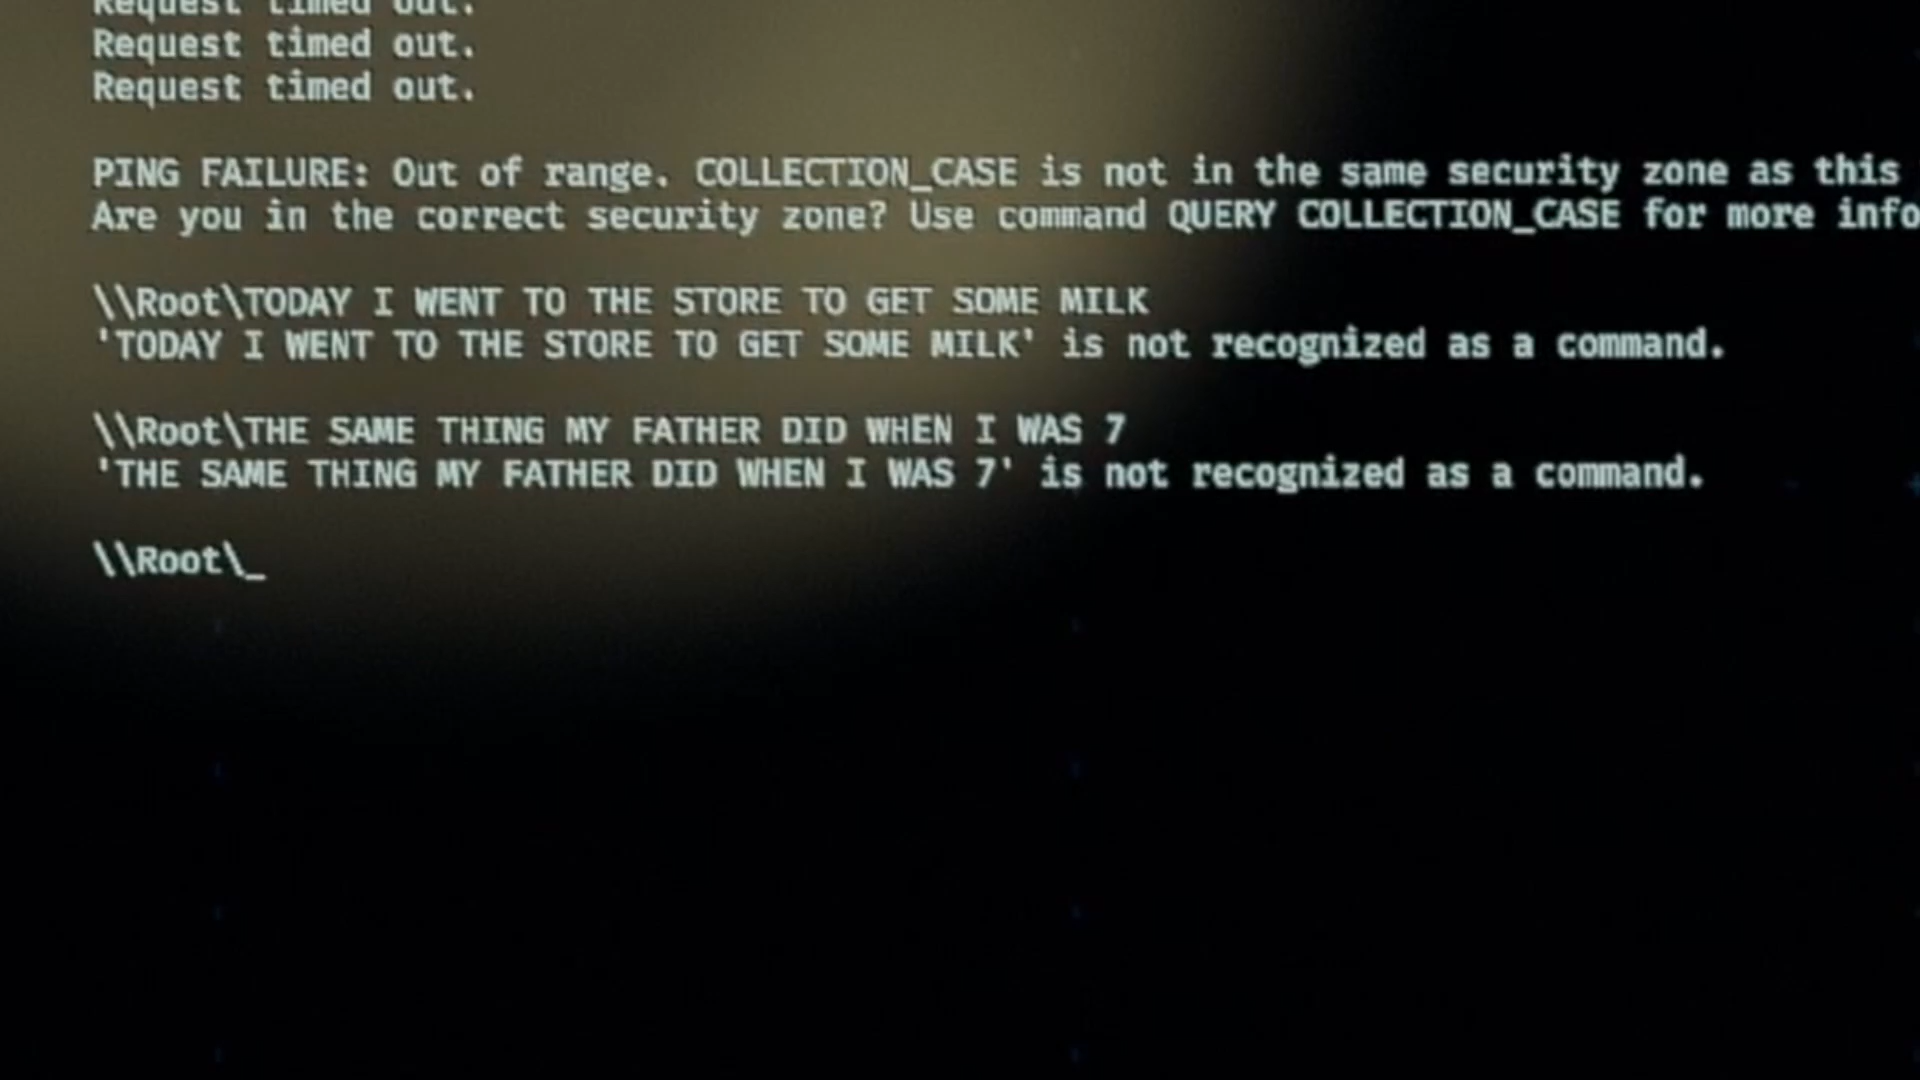 Request timed out.
Request timed out.
Request timed out.
PING FAILURE: Out of range. COLLECTION_CASE is not in the same security zone as this
Are you in the correct security zone? Use command QUERY COLLECTION_CASE for more info
\\Root\TODAY I WENT TO THE STORE TO GET SOME MILK
'TODAY I WENT TO THE STORE TO GET SOME MILK' is not recognized as a command.
\\Root\THE SAME THING MY FATHER DID WHEN I WAS 7
'THE SAME THING MY FATHER DID WHEN I WAS 7' is not recognized as a command.
\\Root\_